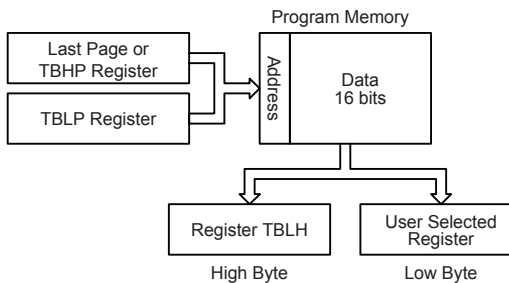 Program Memory
Last Page or
TBHP Register
TBLP Register
Address
Data
16 bits
Register TBLH
User Selected
Register
High Byte
Low Byte